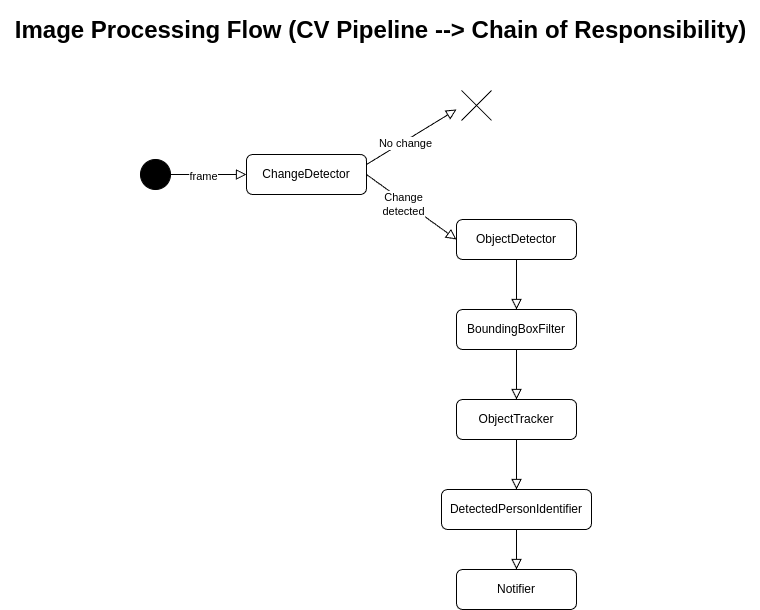 Image Processing Flow (CV Pipeline --> Chain of Responsibility)
No change
frame
ChangeDetector
Change
detected
ObjectDetector
BoundingBoxFilter
ObjectTracker
DetectedPersonIdentifier
Notifier